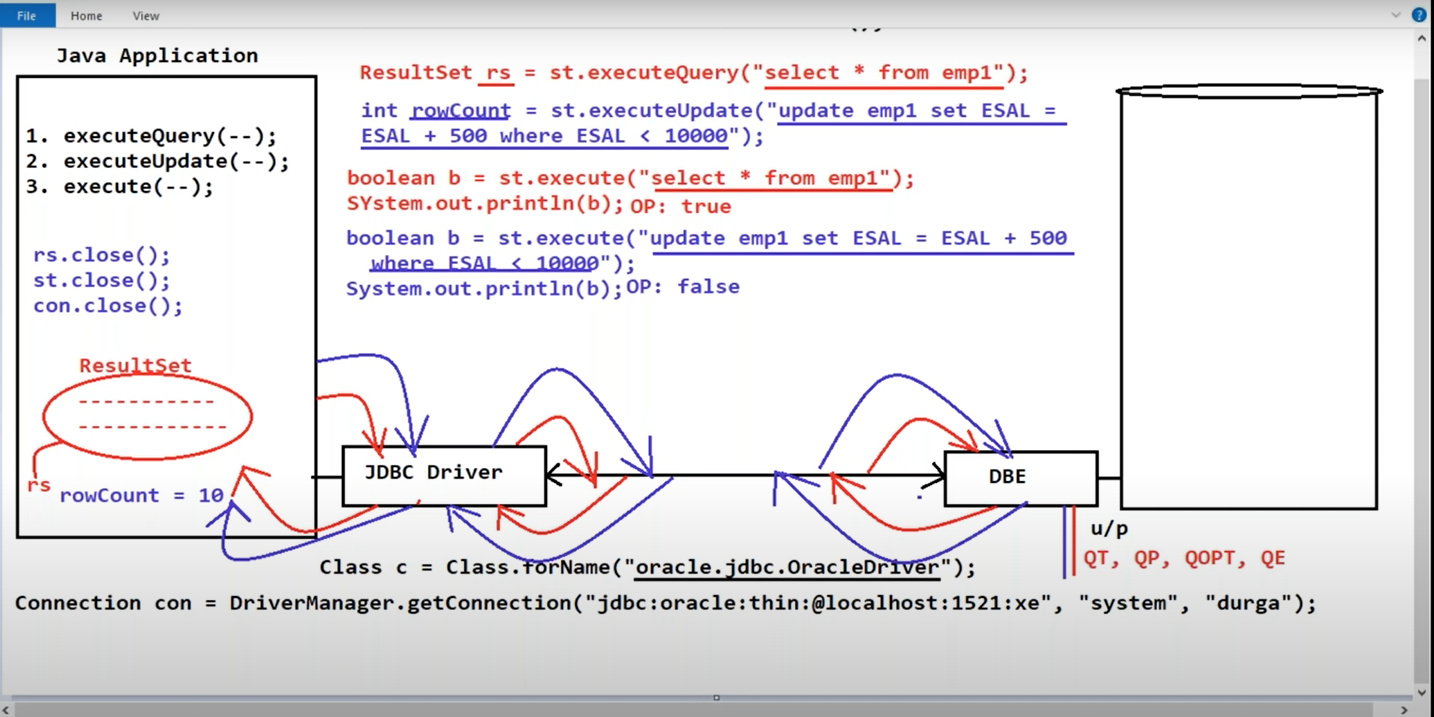 File Home View
Java Application
1. executeQuery(--);
2. executeUpdate(--);
3. execute(--);
rs.close();
st.close();
con.close();
ResultSet
rs
rowCount = 10
ResultSet rs = st.executeQuery("select * from emp1");
int rowCount = st.executeUpdate("update emp1 set ESAL =
ESAL + 500 where ESAL < 10000");
boolean b = st.execute("select * from emp1");
SYstem.out.println(b); OP: true
boolean b = st.execute("update emp1 set ESAL = ESAL + 500
where ESAL < 10000");
System.out.println(b); OP: false
JDBC Driver
DBE
u/p
QT, QP, QOPT, QE
Class c = Class.forName("oracle.jdbc.OracleDriver");
Connection con = DriverManager.getConnection("jdbc:oracle:thin:@localhost:1521:xe", "system", "durga");